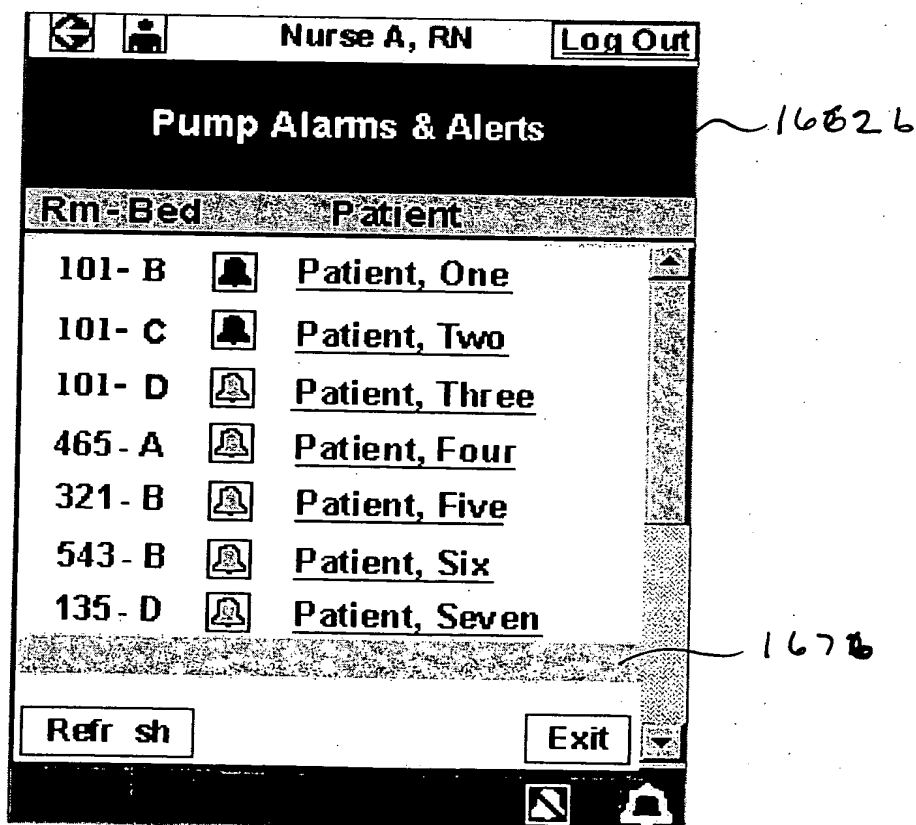 Nurse A, RN Log Out
Pump Alarms & Alerts
Rm-Bed Patient
101- B Patient, One
101- C Patient, Two
101- D Patient, Three
465 - A Patient, Four
321 - B Patient, Five
543 - B Patient, Six
135 - D Patient, Seven
Refr sh Exit